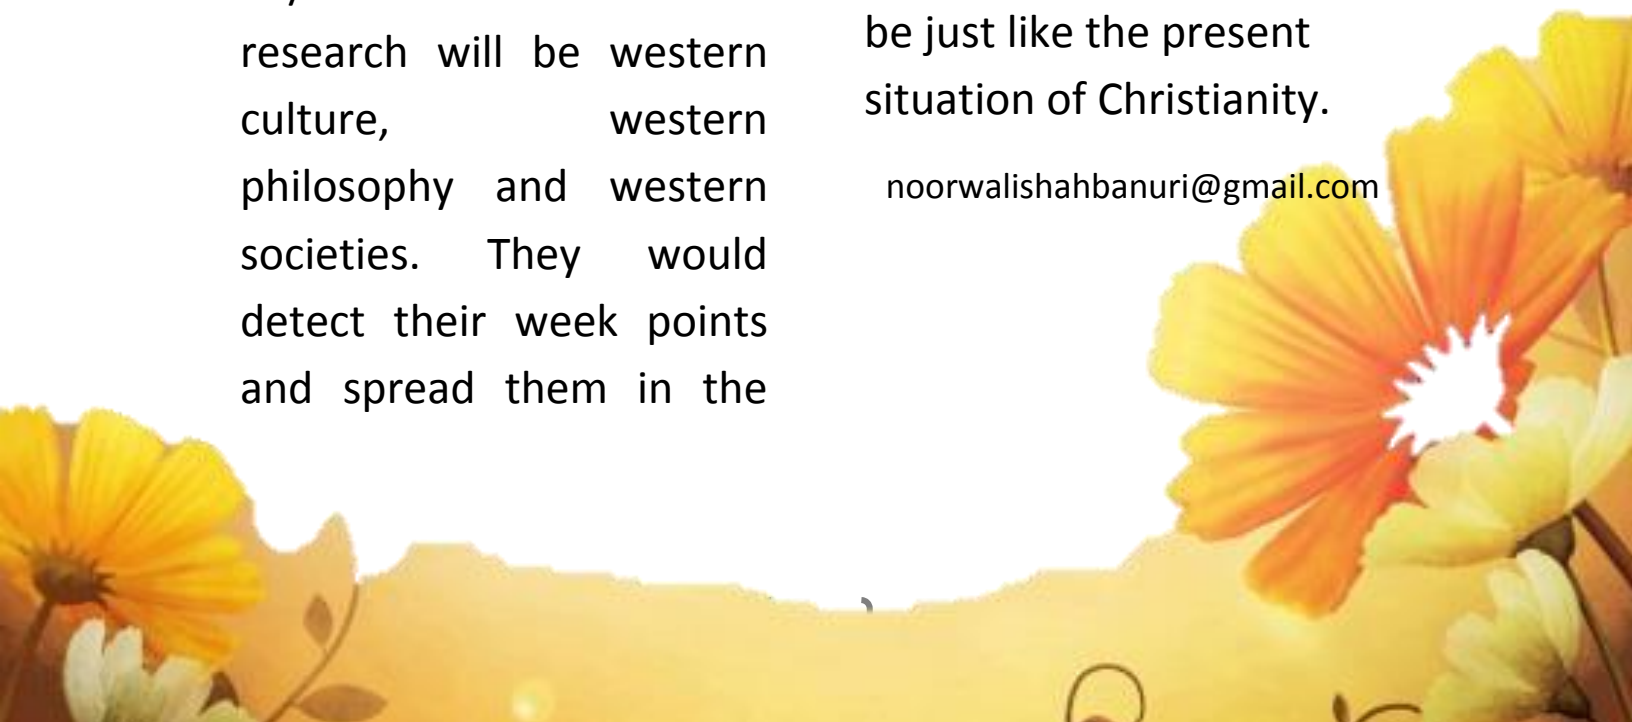 research will be western
culture, western
philosophy and western
societies. They would
detect their week points
and spread them in the
be just like the present
situation of Christianity.
noorwalishahbanuri@gmail.com